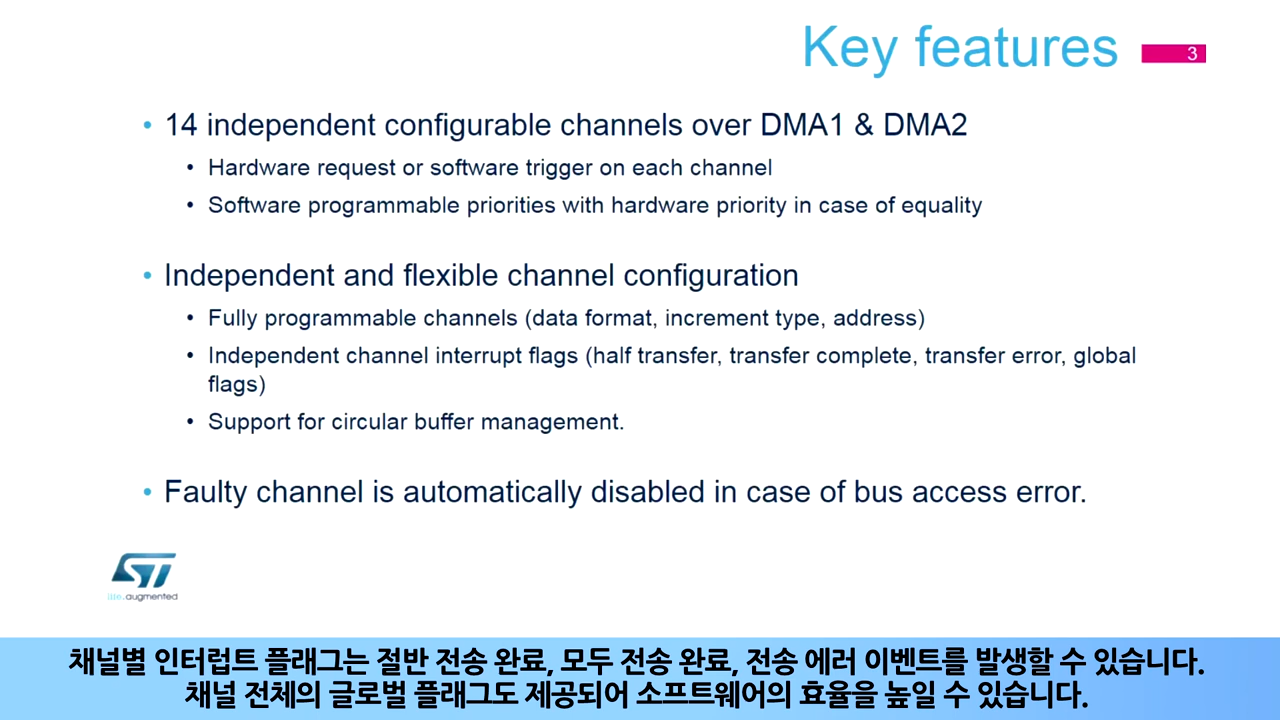 Key features
3
• 14 independent configurable channels over DMA1 & DMA2
• Hardware request or software trigger on each channel
• Software programmable priorities with hardware priority in case of equality
• Independent and flexible channel configuration
• Fully programmable channels (data format, increment type, address)
• Independent channel interrupt flags (half transfer, transfer complete, transfer error, global
flags)
• Support for circular buffer management.
• Faulty channel is automatically disabled in case of bus access error.
ST
life.augmented
채널별 인터럽트 플래그는 절반 전송 완료, 모두 전송 완료, 전송 에러 이벤트를 발생할 수 있습니다.
채널 전체의 글로벌 플래그도 제공되어 소프트웨어의 효율을 높일 수 있습니다.